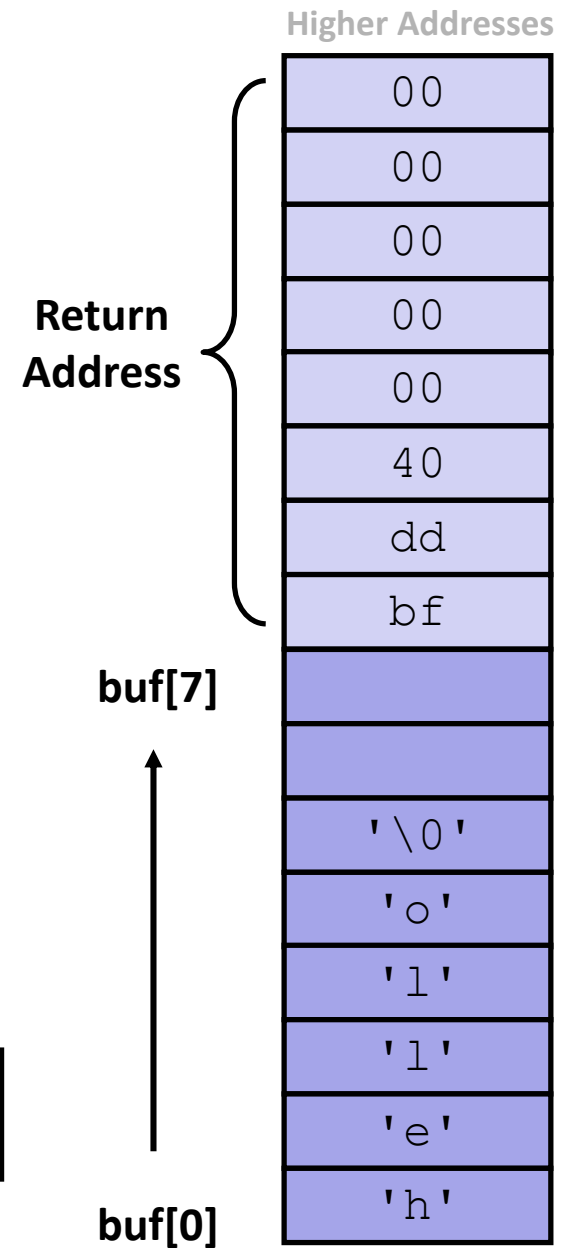 Higher Addresses
00
00
00
00
00
40
dd
bf
Return
Address
buf[7]
'\0'
'o'
'l'
'l'
'e'
'h'
buf[0]